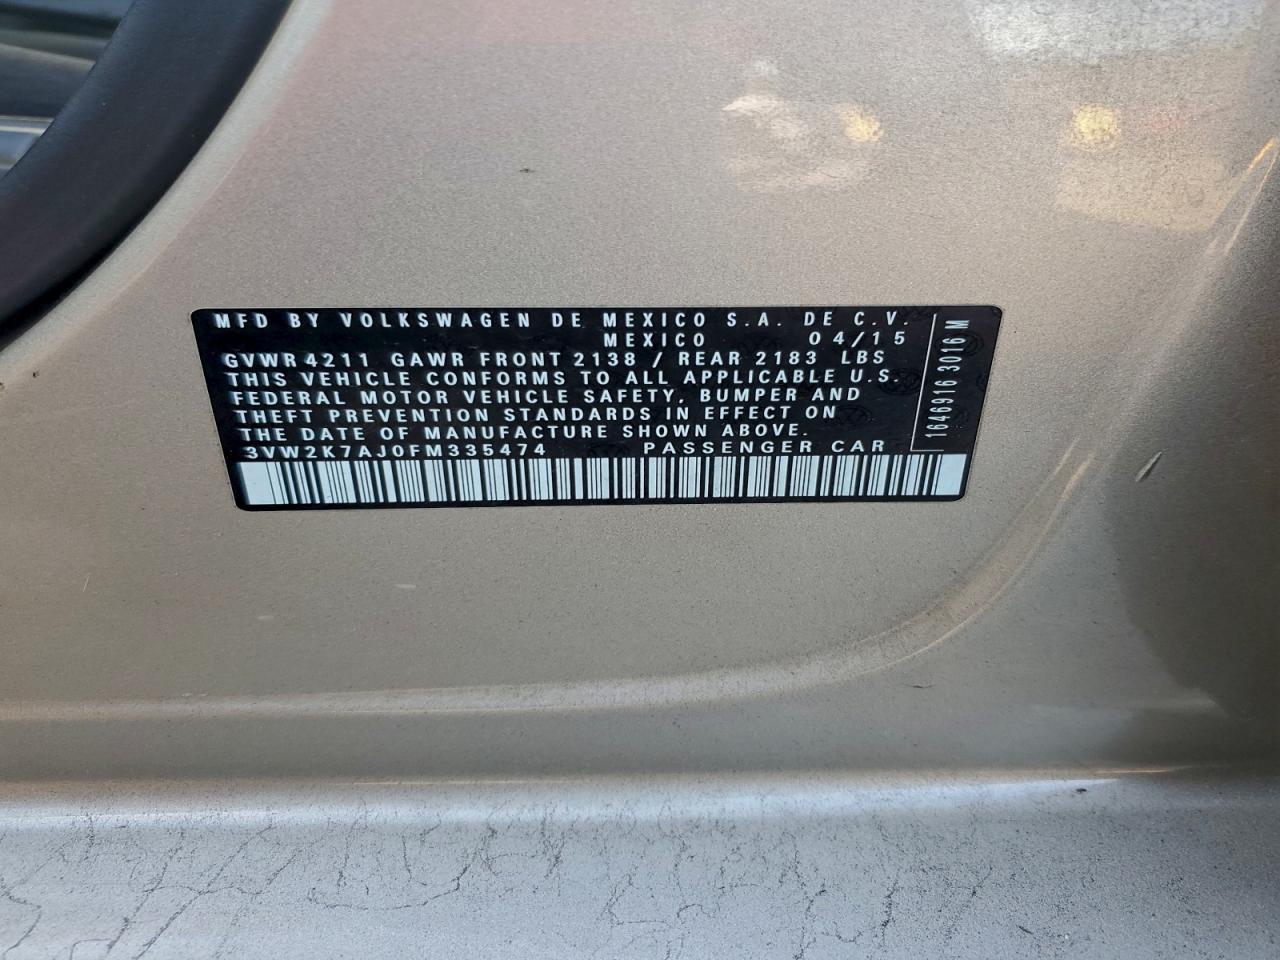 MFD BY VOLKSWAGEN DE MEXICO S.A. DE C.V.
MEXICO 04/15
GVWR 4211 GAWR FRONT 2138 / REAR 2183 LBS
THIS VEHICLE CONFORMS TO ALL APPLICABLE U.S.
FEDERAL MOTOR VEHICLE SAFETY, BUMPER AND
THEFT PREVENTION STANDARDS IN EFFECT ON
THE DATE OF MANUFACTURE SHOWN ABOVE.
3VW2K7AJ0FM335474 PASSENGER CAR
1646916 3016 M